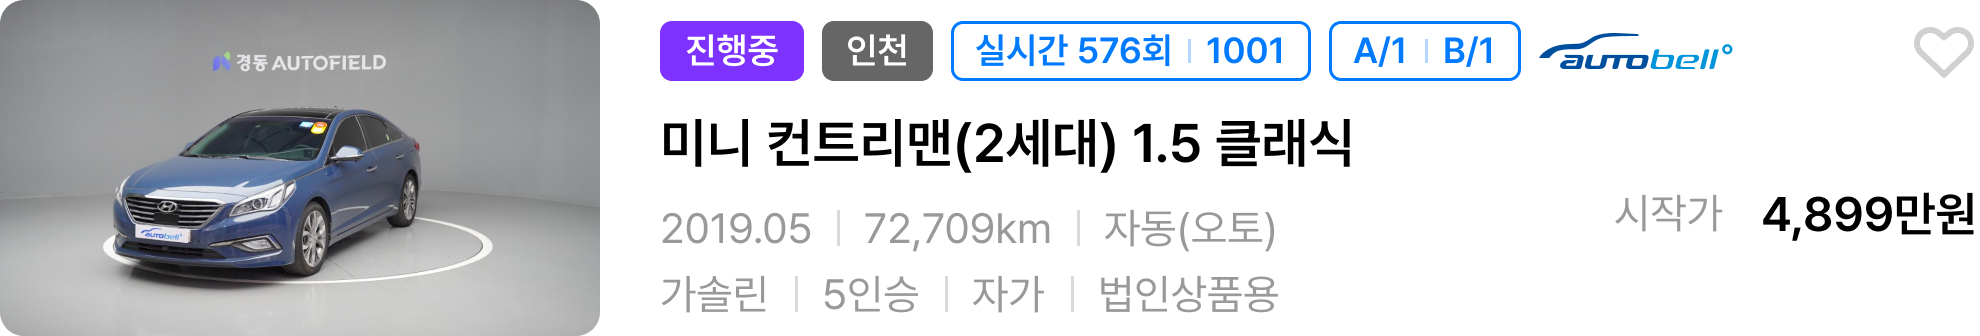 경동 AUTOFIELD
autobell
진행중 인천 실시간 576회 | 1001 A/1 | B/1 autobell
미니 컨트리맨(2세대) 1.5 클래식
2019.05 | 72,709km | 자동(오토)
시작가 4,899만원
가솔린 | 5인승 | 자가 | 법인상품용